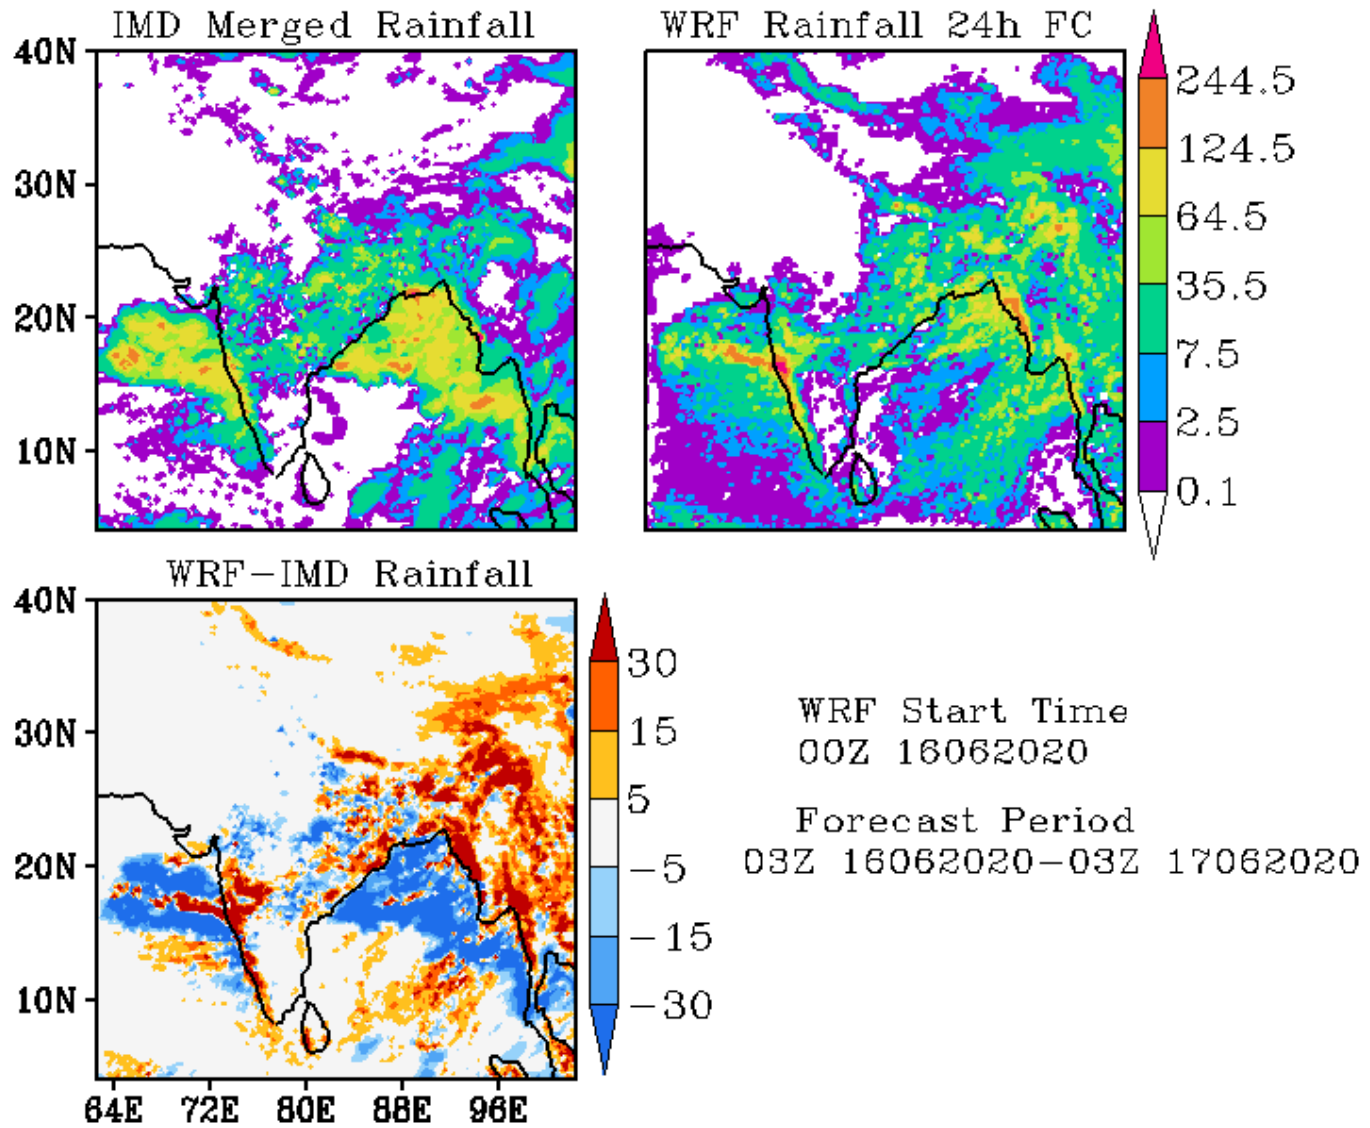 IMD Merged Rainfall
WRF Rainfall 24h FC
40N
30N
20N
10N
244.5
124.5
64.5
35.5
7.5
2.5
0.1
WRF-IMD Rainfall
40N
30N
20N
10N
64E 72E 80E 88E 96E
30
15
5
-5
-15
-30
WRF Start Time
00Z 16062020
Forecast Period
03Z 16062020-03Z 17062020